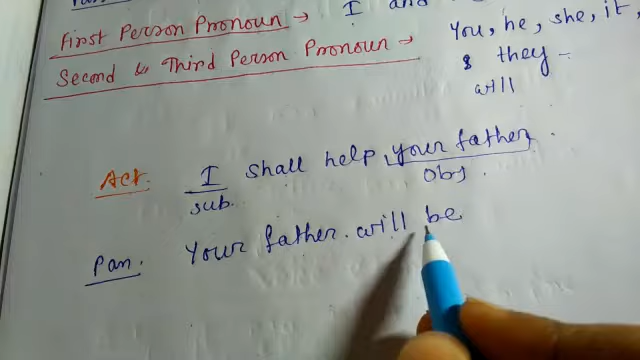 First Person Pronoun → I and
Second & Third Person Pronoun → You, he, she, it,
& they –
will
Act. I shall help your father.
sub. Obj.
Pan. Your father will be